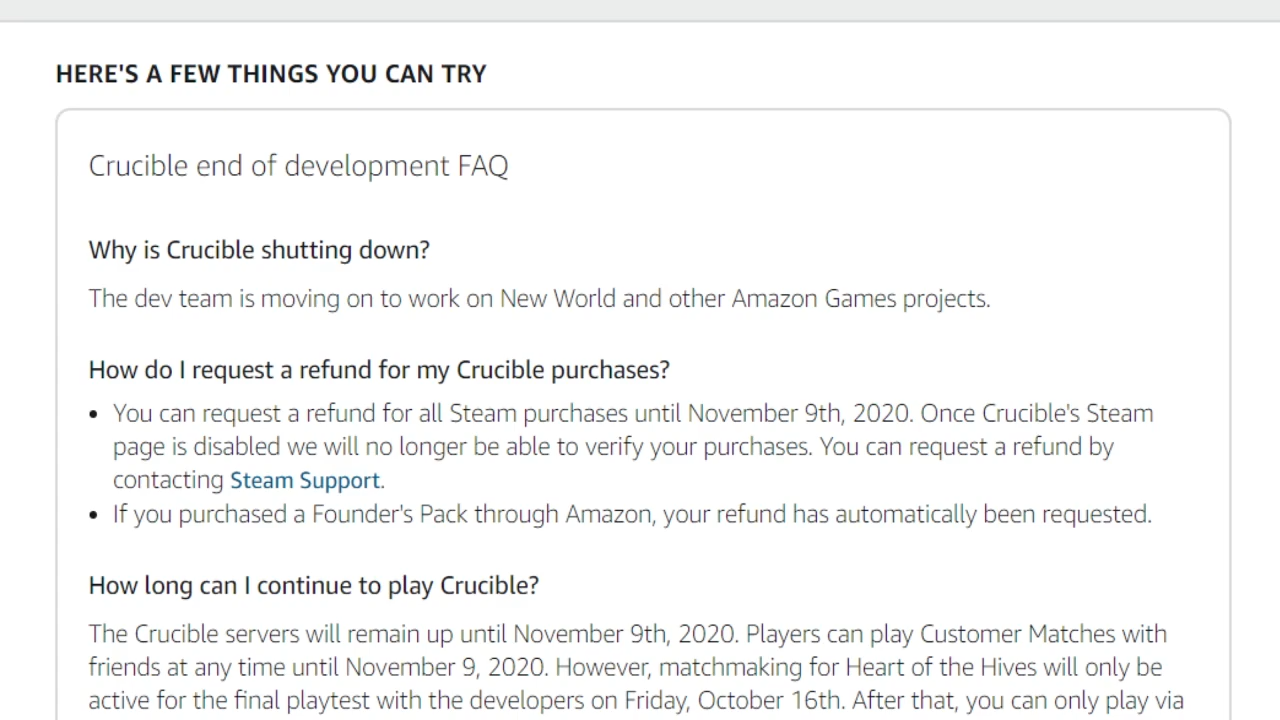 HERE'S A FEW THINGS YOU CAN TRY
Crucible end of development FAQ
Why is Crucible shutting down?
The dev team is moving on to work on New World and other Amazon Games projects.
How do I request a refund for my Crucible purchases?
• You can request a refund for all Steam purchases until November 9th, 2020. Once Crucible's Steam
page is disabled we will no longer be able to verify your purchases. You can request a refund by
contacting Steam Support.
• If you purchased a Founder's Pack through Amazon, your refund has automatically been requested.
How long can I continue to play Crucible?
The Crucible servers will remain up until November 9th, 2020. Players can play Customer Matches with
friends at any time until November 9, 2020. However, matchmaking for Heart of the Hives will only be
active for the final playtest with the developers on Friday, October 16th. After that, you can only play via